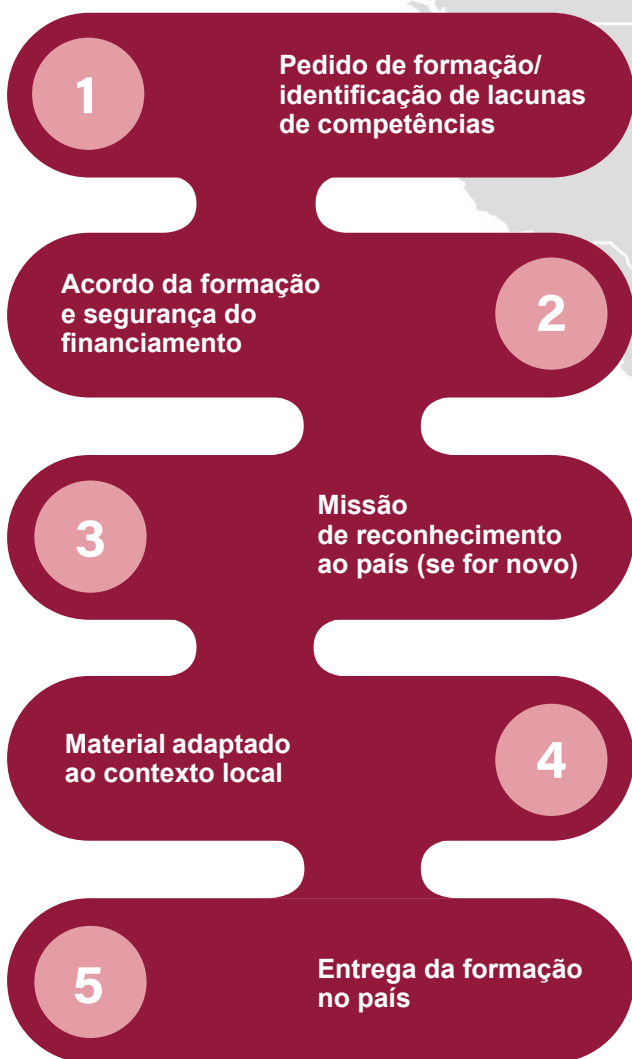 1
Pedido de formação/
identificação de lacunas
de competências
Acordo da formação
e segurança do
financiamento
2
3
Missão
de reconhecimento
ao país (se for novo)
Material adaptado
ao contexto local
4
5
Entrega da formação
no país